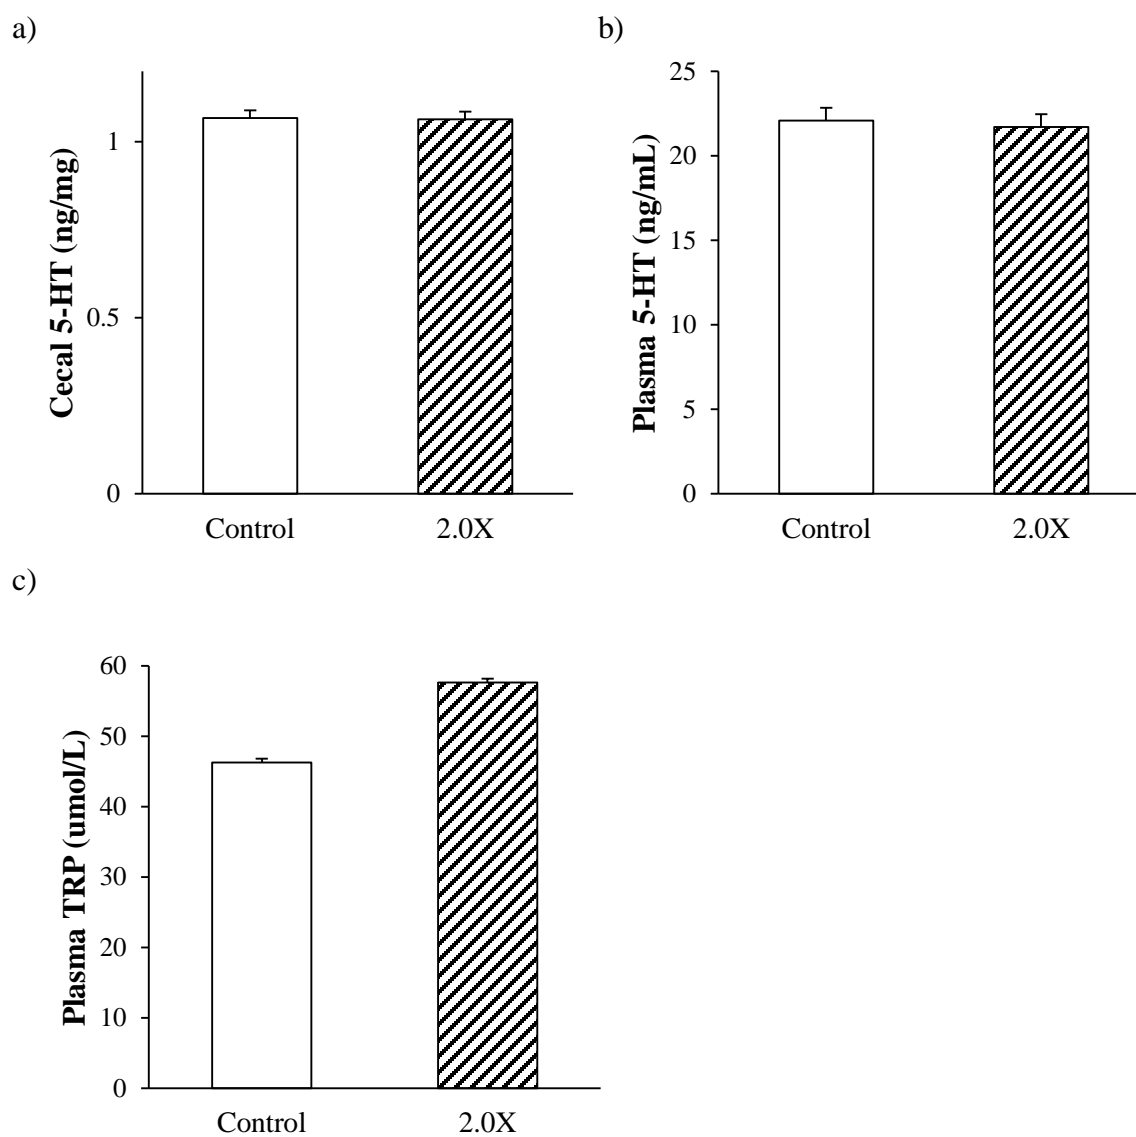 a)
Cecal 5-HT (ng/mg)
1
0.5
0
Control 2.0X
b)
Plasma 5-HT (ng/mL)
25
20
15
10
5
0
Control 2.0X
c)
Plasma TRP (umol/L)
60
50
40
30
20
10
0
Control 2.0X